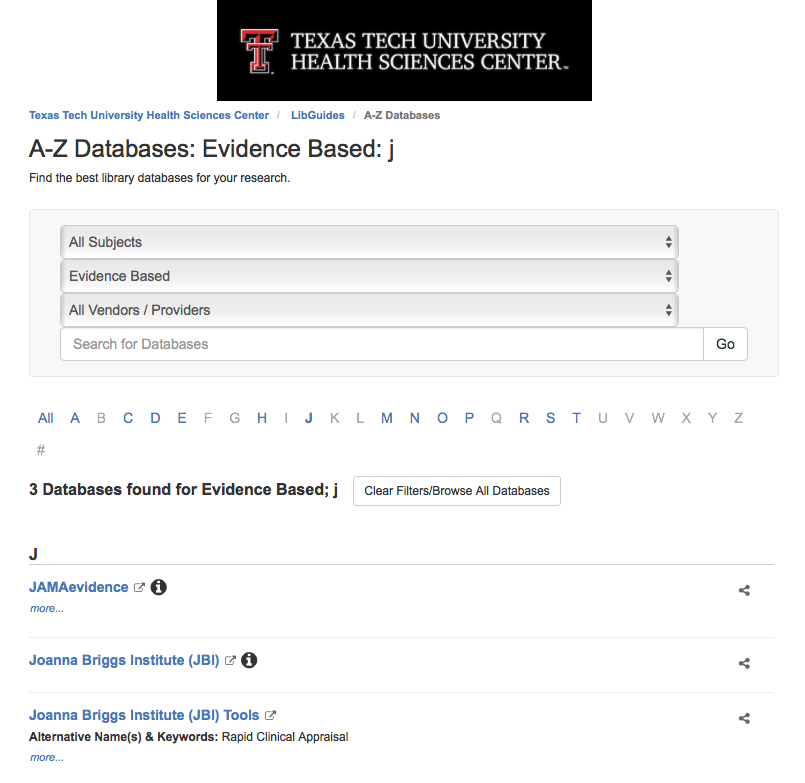 TEXAS TECH UNIVERSITY
HEALTH SCIENCES CENTER™
Texas Tech University Health Sciences Center / LibGuides / A-Z Databases
A-Z Databases: Evidence Based: j
Find the best library databases for your research.
All Subjects
Evidence Based
All Vendors / Providers
Search for Databases Go
All A B C D E F G H I J K L M N O P Q R S T U V W X Y Z
#
3 Databases found for Evidence Based; j Clear Filters/Browse All Databases
J
JAMAevidence
more...
Joanna Briggs Institute (JBI)
Joanna Briggs Institute (JBI) Tools
Alternative Name(s) & Keywords: Rapid Clinical Appraisal
more...